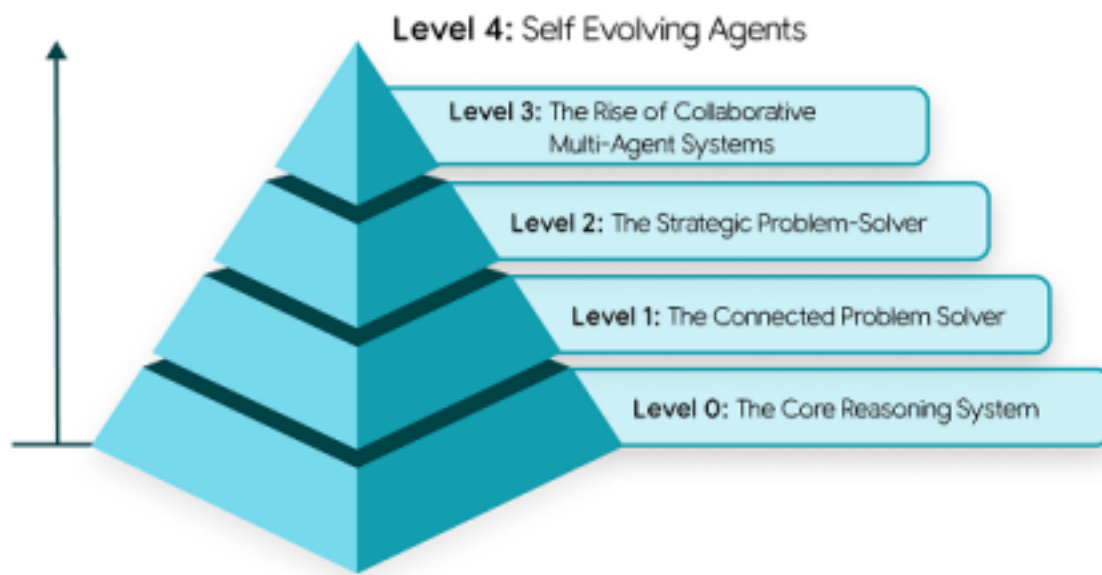 Level 4: Self Evolving Agents
Level 3: The Rise of Collaborative
Multi-Agent Systems
Level 2: The Strategic Problem-Solver
Level 1: The Connected Problem Solver
Level 0: The Core Reasoning System